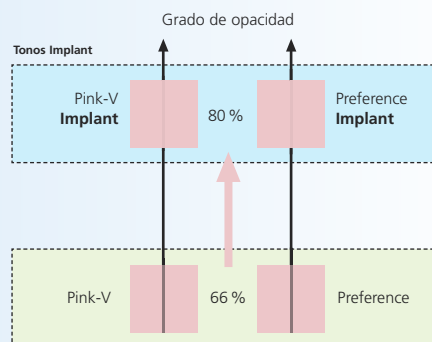 Grado de opacidad
Tonos Implant
Pink-V
Implant
80 %
Preference
Implant
Pink-V
66 %
Preference